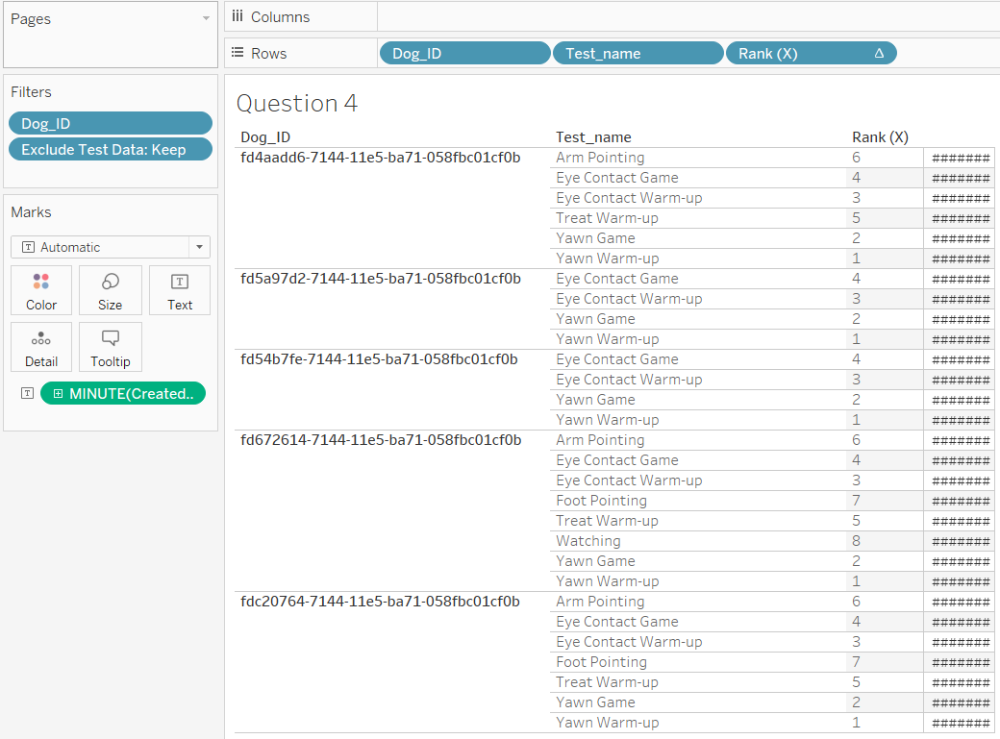 Pages
Columns
Rows Dog_ID Test_name Rank (X) Δ
Filters
Dog_ID
Exclude Test Data: Keep
Marks
T Automatic
Color Size T Text
Detail Tooltip
T MINUTE(Created..
Question 4
Dog_ID Test_name Rank (X)
fd4aadd6-7144-11e5-ba71-058fbc01cf0b Arm Pointing 6 #######
Eye Contact Game 4 #######
Eye Contact Warm-up 3 #######
Treat Warm-up 5 #######
Yawn Game 2 #######
Yawn Warm-up 1 #######
fd5a97d2-7144-11e5-ba71-058fbc01cf0b Eye Contact Game 4 #######
Eye Contact Warm-up 3 #######
Yawn Game 2 #######
Yawn Warm-up 1 #######
fd54b7fe-7144-11e5-ba71-058fbc01cf0b Eye Contact Game 4 #######
Eye Contact Warm-up 3 #######
Yawn Game 2 #######
Yawn Warm-up 1 #######
fd672614-7144-11e5-ba71-058fbc01cf0b Arm Pointing 6 #######
Eye Contact Game 4 #######
Eye Contact Warm-up 3 #######
Foot Pointing 7 #######
Treat Warm-up 5 #######
Watching 8 #######
Yawn Game 2 #######
Yawn Warm-up 1 #######
fdc20764-7144-11e5-ba71-058fbc01cf0b Arm Pointing 6 #######
Eye Contact Game 4 #######
Eye Contact Warm-up 3 #######
Foot Pointing 7 #######
Treat Warm-up 5 #######
Yawn Game 2 #######
Yawn Warm-up 1 #######